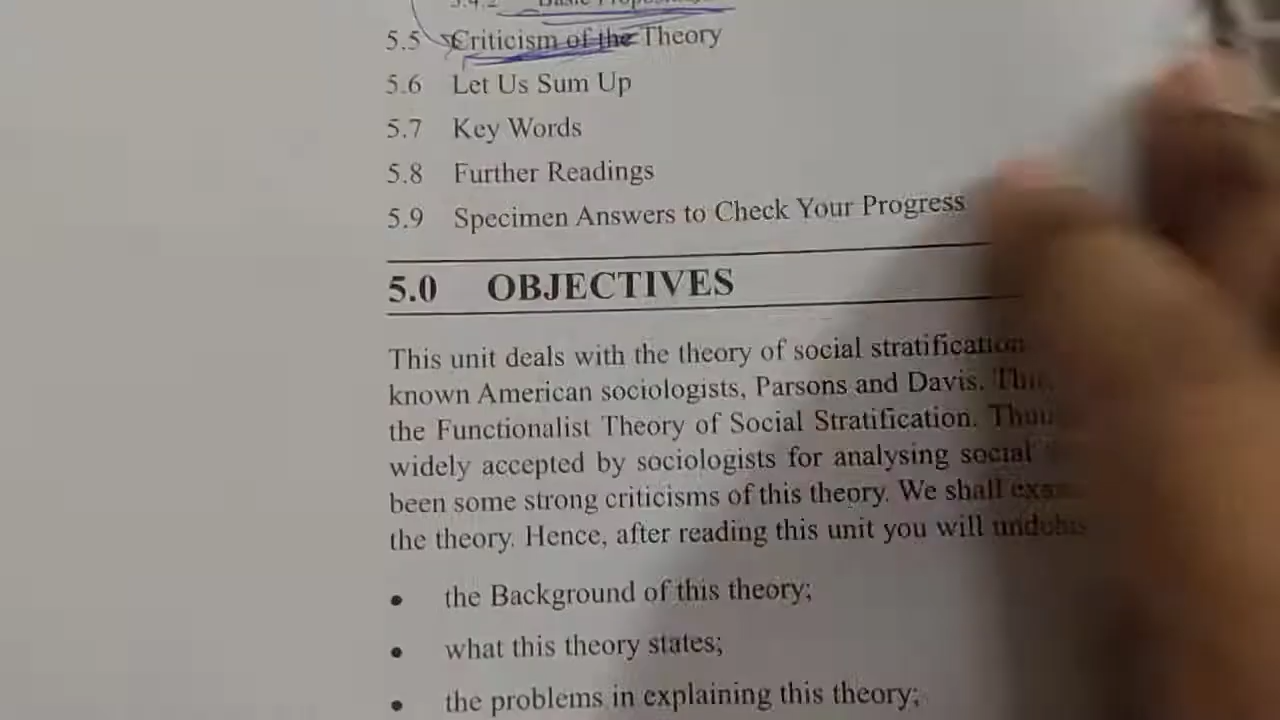 5.4.2 Basic
5.5 Criticism of the Theory
5.6 Let Us Sum Up
5.7 Key Words
5.8 Further Readings
5.9 Specimen Answers to Check Your Progress
5.0 OBJECTIVES
This unit deals with the theory of social stratification
known American sociologists, Parsons and Davis.
the Functionalist Theory of Social Stratification.
widely accepted by sociologists for analysing social
been some strong criticisms of this theory. We shall
the theory. Hence, after reading this unit you will
• the Background of this theory;
• what this theory states;
• the problems in explaining this theory;